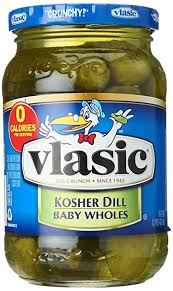 "CRUNCHY!"
vlasic
0
CALORIES
PER SERVING
vlasic
BIG CRUNCH • SINCE 1942
KOSHER DILL
BABY WHOLES